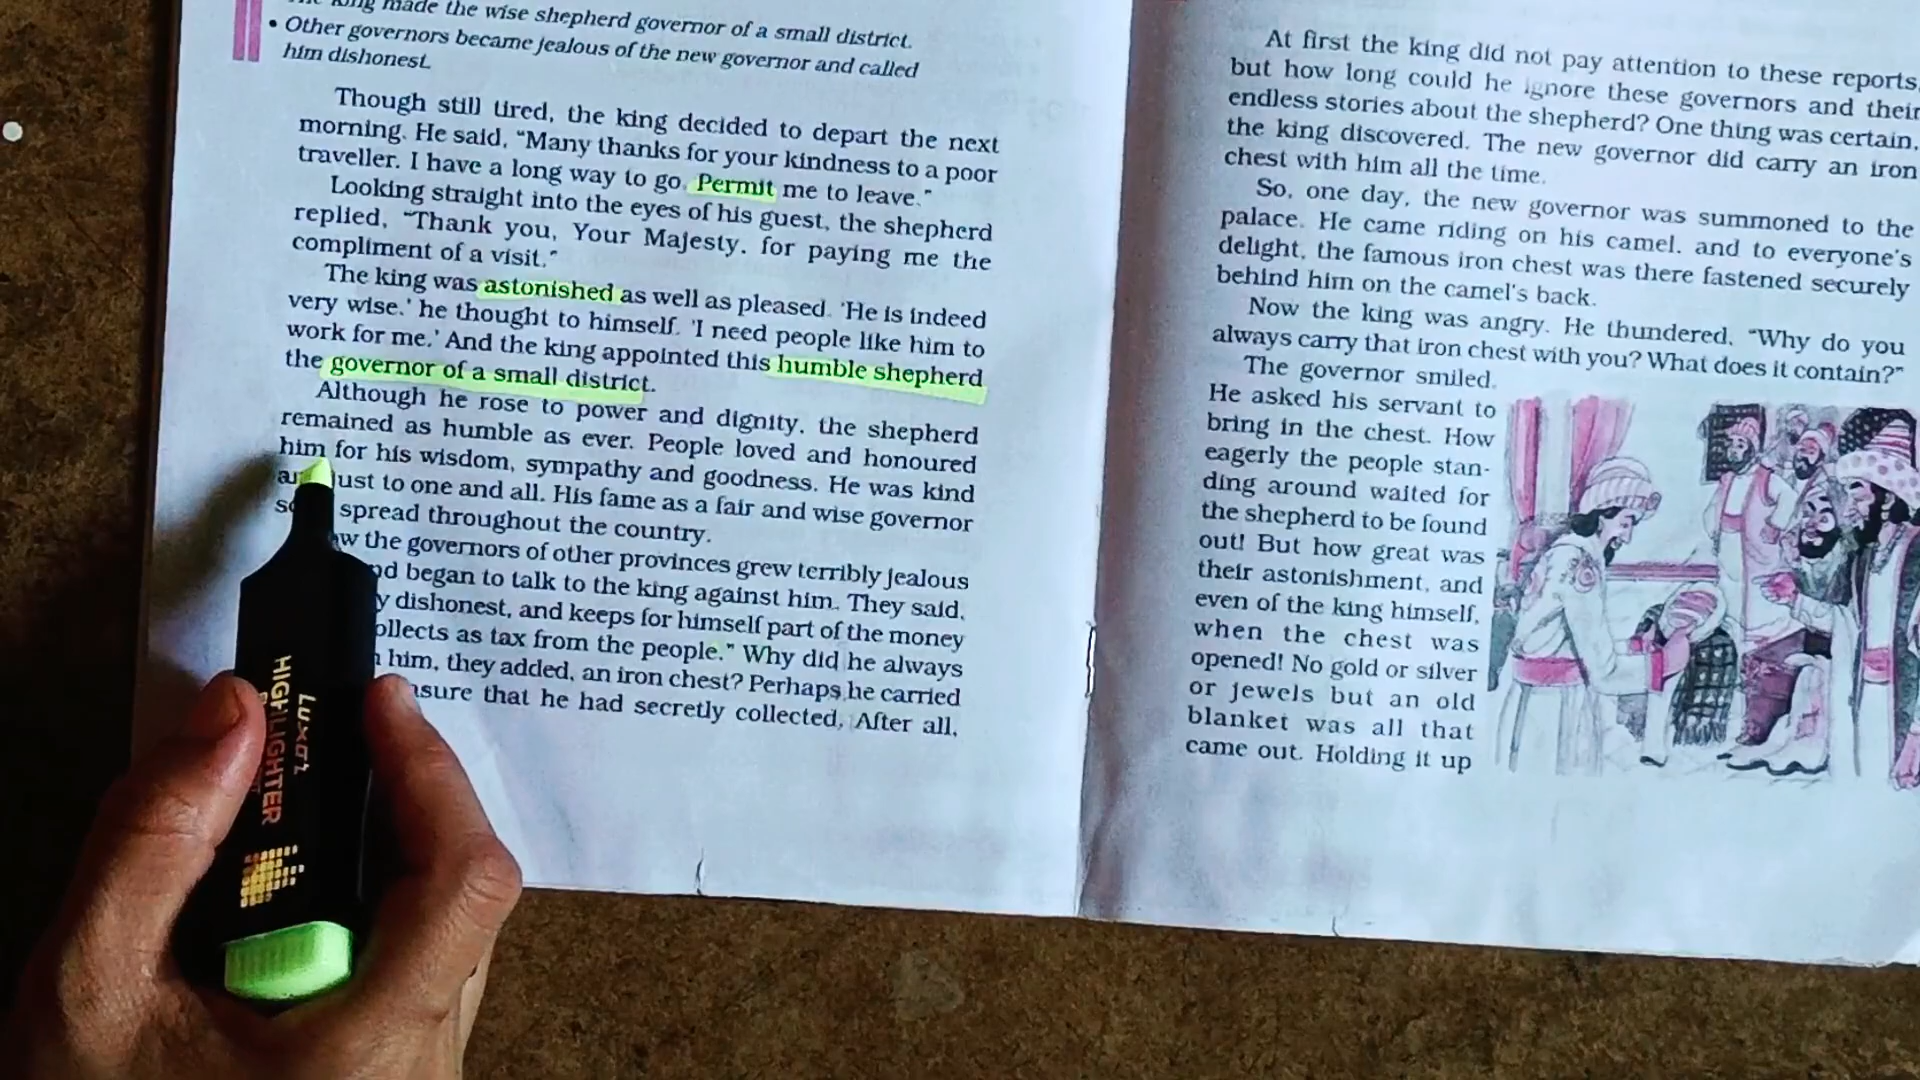 king made the wise shepherd governor of a small district.
• Other governors became jealous of the new governor and called
him dishonest.
Though still tired, the king decided to depart the next
morning. He said, “Many thanks for your kindness to a poor
traveller. I have a long way to go. Permit me to leave.”
Looking straight into the eyes of his guest, the shepherd
replied, “Thank you, Your Majesty, for paying me the
compliment of a visit.”
The king was astonished as well as pleased. ‘He is indeed
very wise.’ he thought to himself. ‘I need people like him to
work for me.’ And the king appointed this humble shepherd
the governor of a small district.
Although he rose to power and dignity, the shepherd
remained as humble as ever. People loved and honoured
him for his wisdom, sympathy and goodness. He was kind
just to one and all. His fame as a fair and wise governor
spread throughout the country.
the governors of other provinces grew terribly jealous
began to talk to the king against him. They said,
dishonest, and keeps for himself part of the money
as tax from the people.” Why did he always
him, they added, an iron chest? Perhaps he carried
that he had secretly collected. After all,
At first the king did not pay attention to these reports,
but how long could he ignore these governors and their
endless stories about the shepherd? One thing was certain,
the king discovered. The new governor did carry an iron
chest with him all the time.
So, one day, the new governor was summoned to the
palace. He came riding on his camel, and to everyone’s
delight, the famous iron chest was there fastened securely
behind him on the camel’s back.
Now the king was angry. He thundered, “Why do you
always carry that iron chest with you? What does it contain?”
The governor smiled.
He asked his servant to
bring in the chest. How
eagerly the people stan-
ding around waited for
the shepherd to be found
out! But how great was
their astonishment, and
even of the king himself,
when the chest was
opened! No gold or silver
or jewels but an old
blanket was all that
came out. Holding it up
Luxor
HIGHLIGHTER